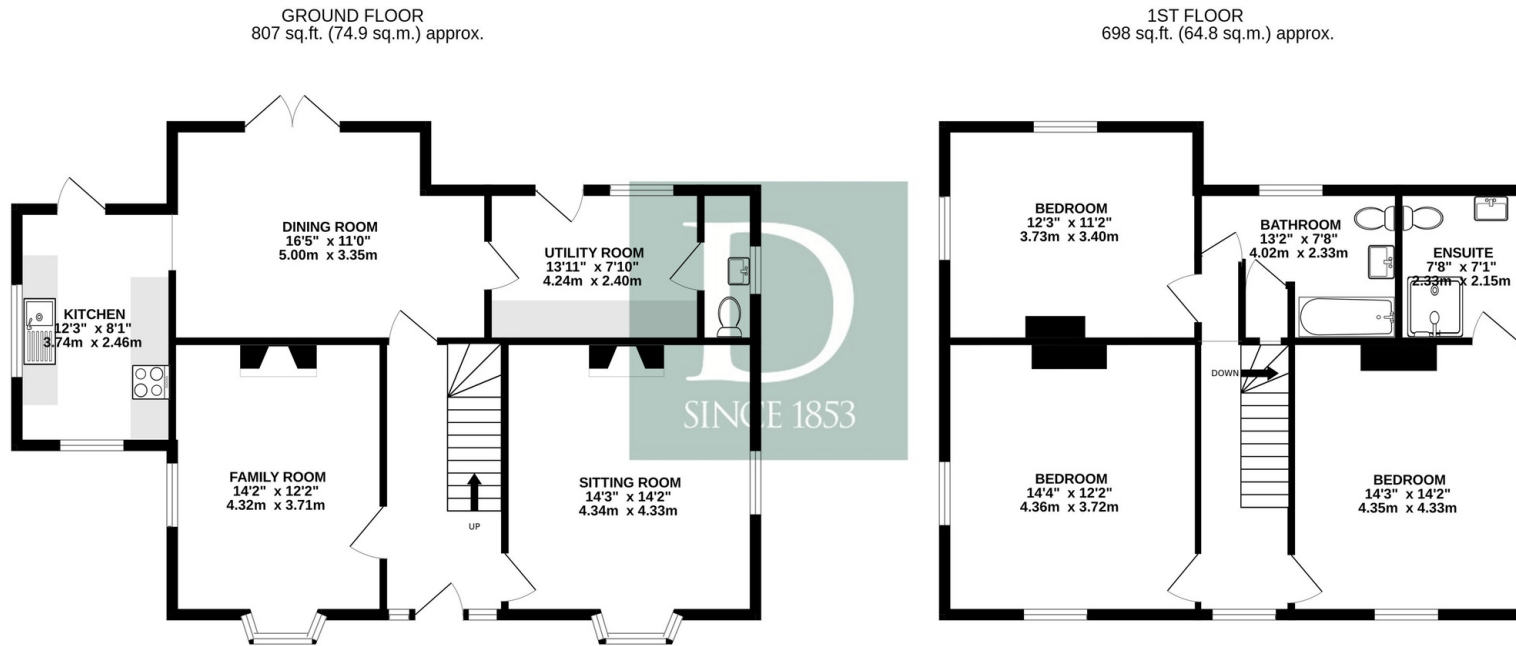 GROUND FLOOR
807 sq.ft. (74.9 sq.m.) approx.
1ST FLOOR
698 sq.ft. (64.8 sq.m.) approx.
DINING ROOM
16'5" x 11'0"
5.00m x 3.35m
UTILITY ROOM
13'11" x 7'10"
4.24m x 2.40m
KITCHEN
12'3" x 8'1"
3.74m x 2.46m
FAMILY ROOM
14'2" x 12'2"
4.32m x 3.71m
UP
SITTING ROOM
14'3" x 14'2"
4.34m x 4.33m
D
SINCE 1853
BEDROOM
12'3" x 11'2"
3.73m x 3.40m
BATHROOM
13'2" x 7'8"
4.02m x 2.33m
ENSUITE
7'8" x 7'1"
2.33m x 2.15m
DOWN
BEDROOM
14'4" x 12'2"
4.36m x 3.72m
BEDROOM
14'3" x 14'2"
4.35m x 4.33m